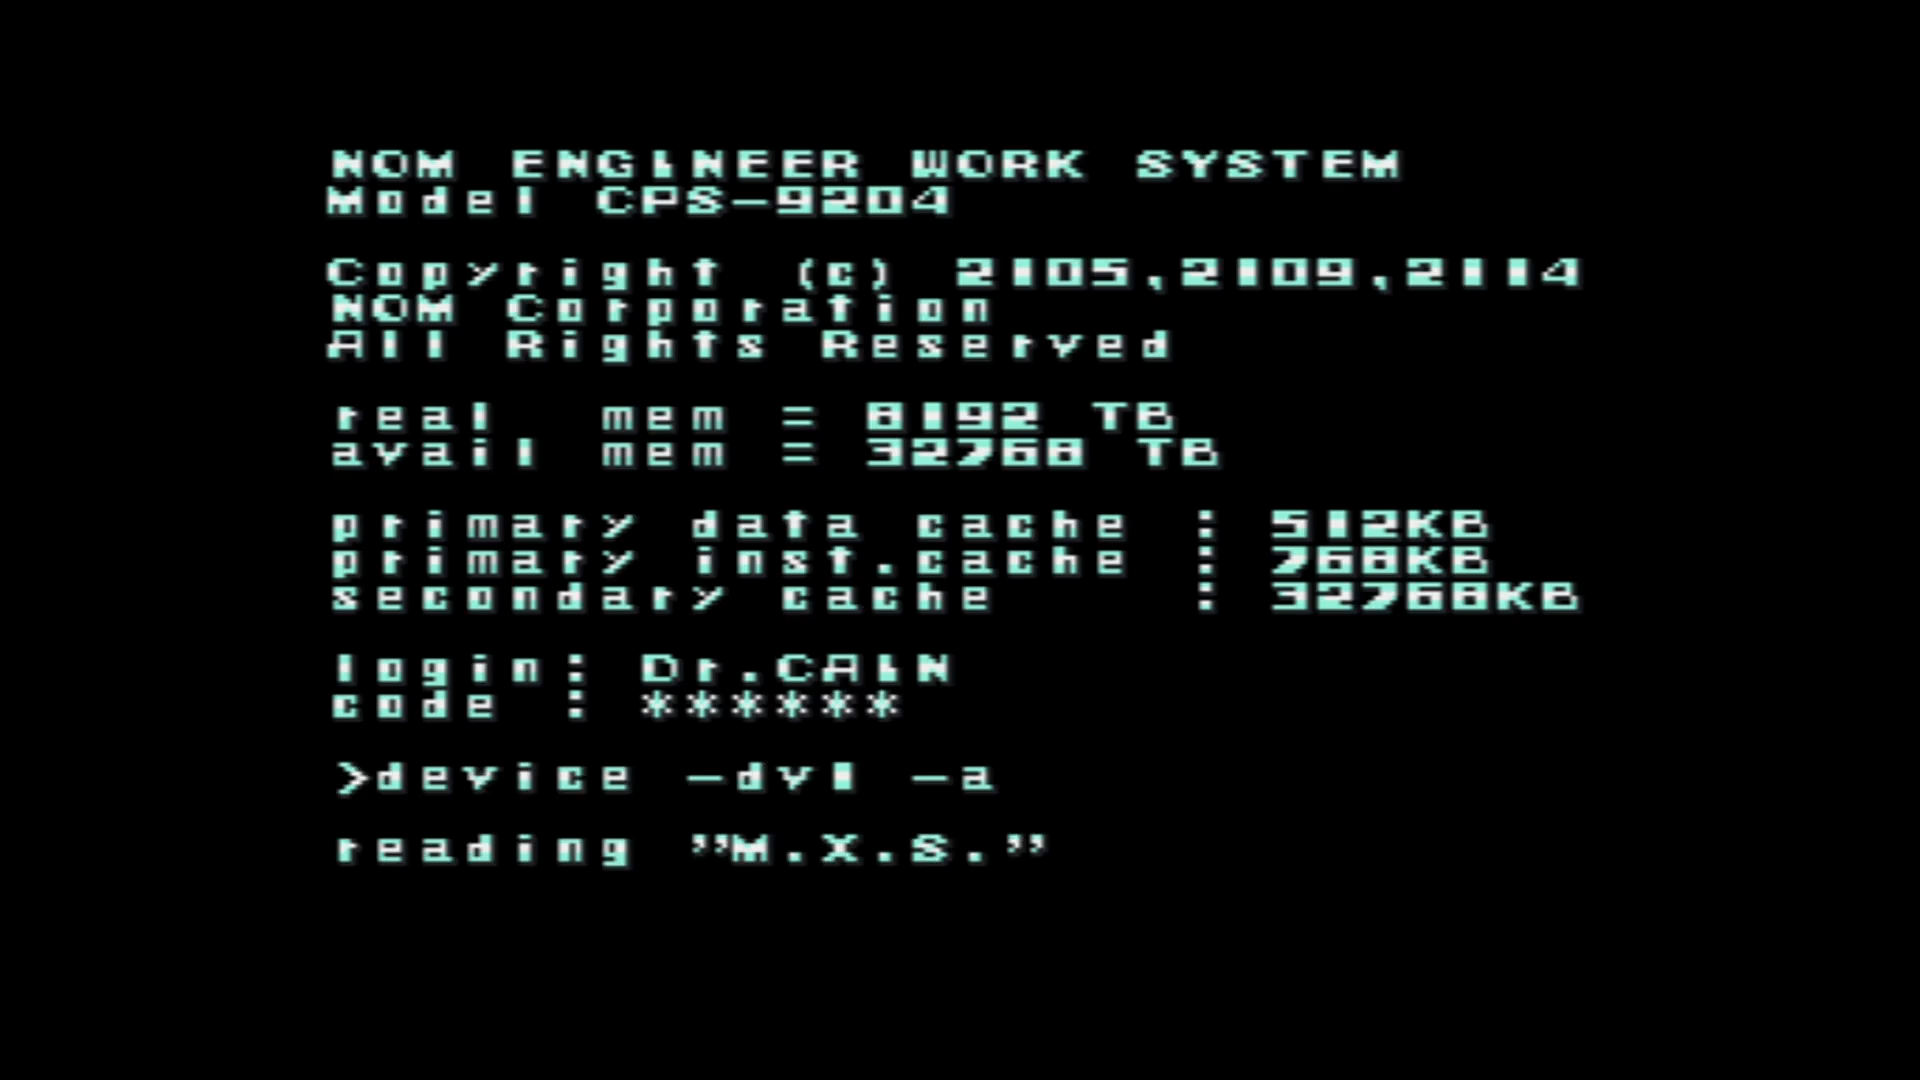 NOM ENGINEER WORK SYSTEM
Model CPS-9204
Copyright (c) 2105,2109,2114
NOM Corporation
All Rights Reserved
real mem = 8192 TB
avail mem = 32768 TB
primary data cache : 512KB
primary inst.cache : 768KB
secondary cache : 32768KB
login: Dr.CAIN
code : ******
>device -dvl -a
reading "M.X.S."